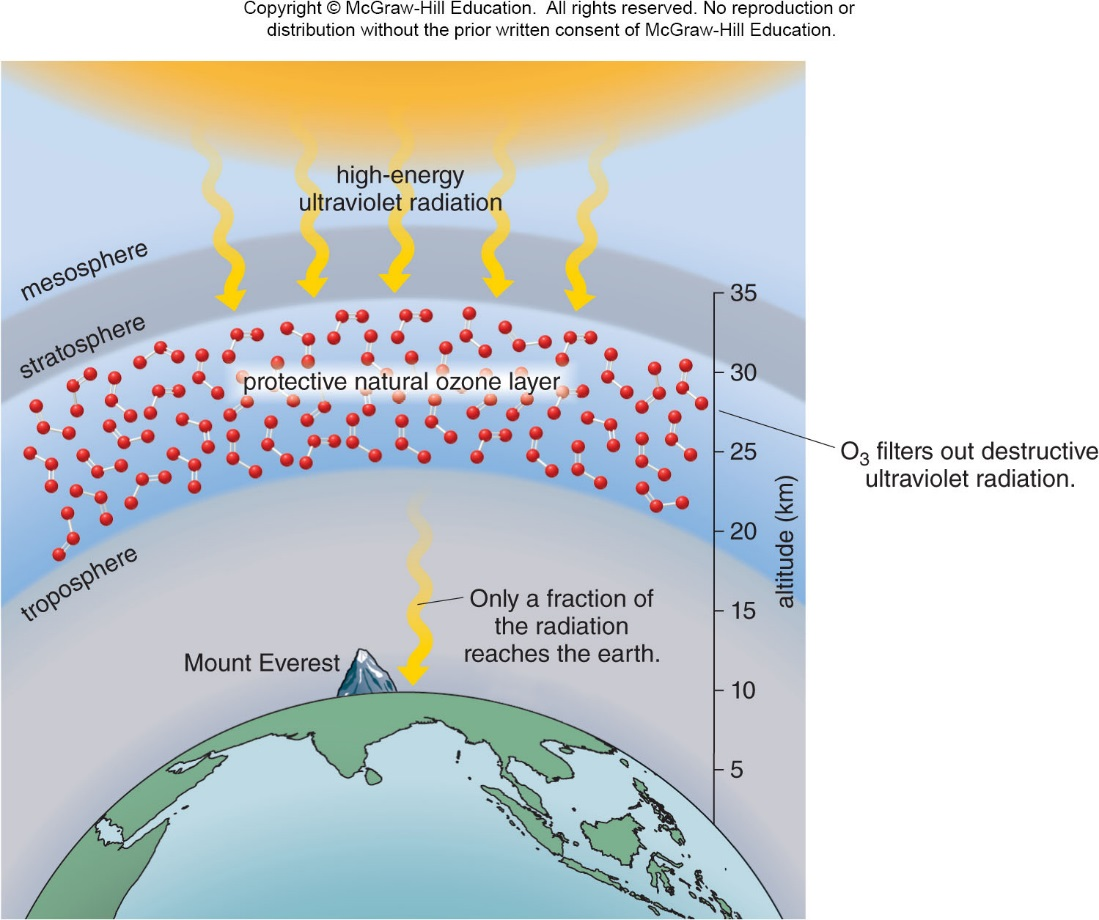 Copyright © McGraw-Hill Education.  All rights reserved. No reproduction or
distribution without the prior written consent of McGraw-Hill Education.
high-energy
ultraviolet radiation
mesosphere
stratosphere
protective natural ozone layer
O₃ filters out destructive
ultraviolet radiation.
troposphere
Only a fraction of
the radiation
reaches the earth.
Mount Everest
altitude (km)
35
30
25
20
15
10
5